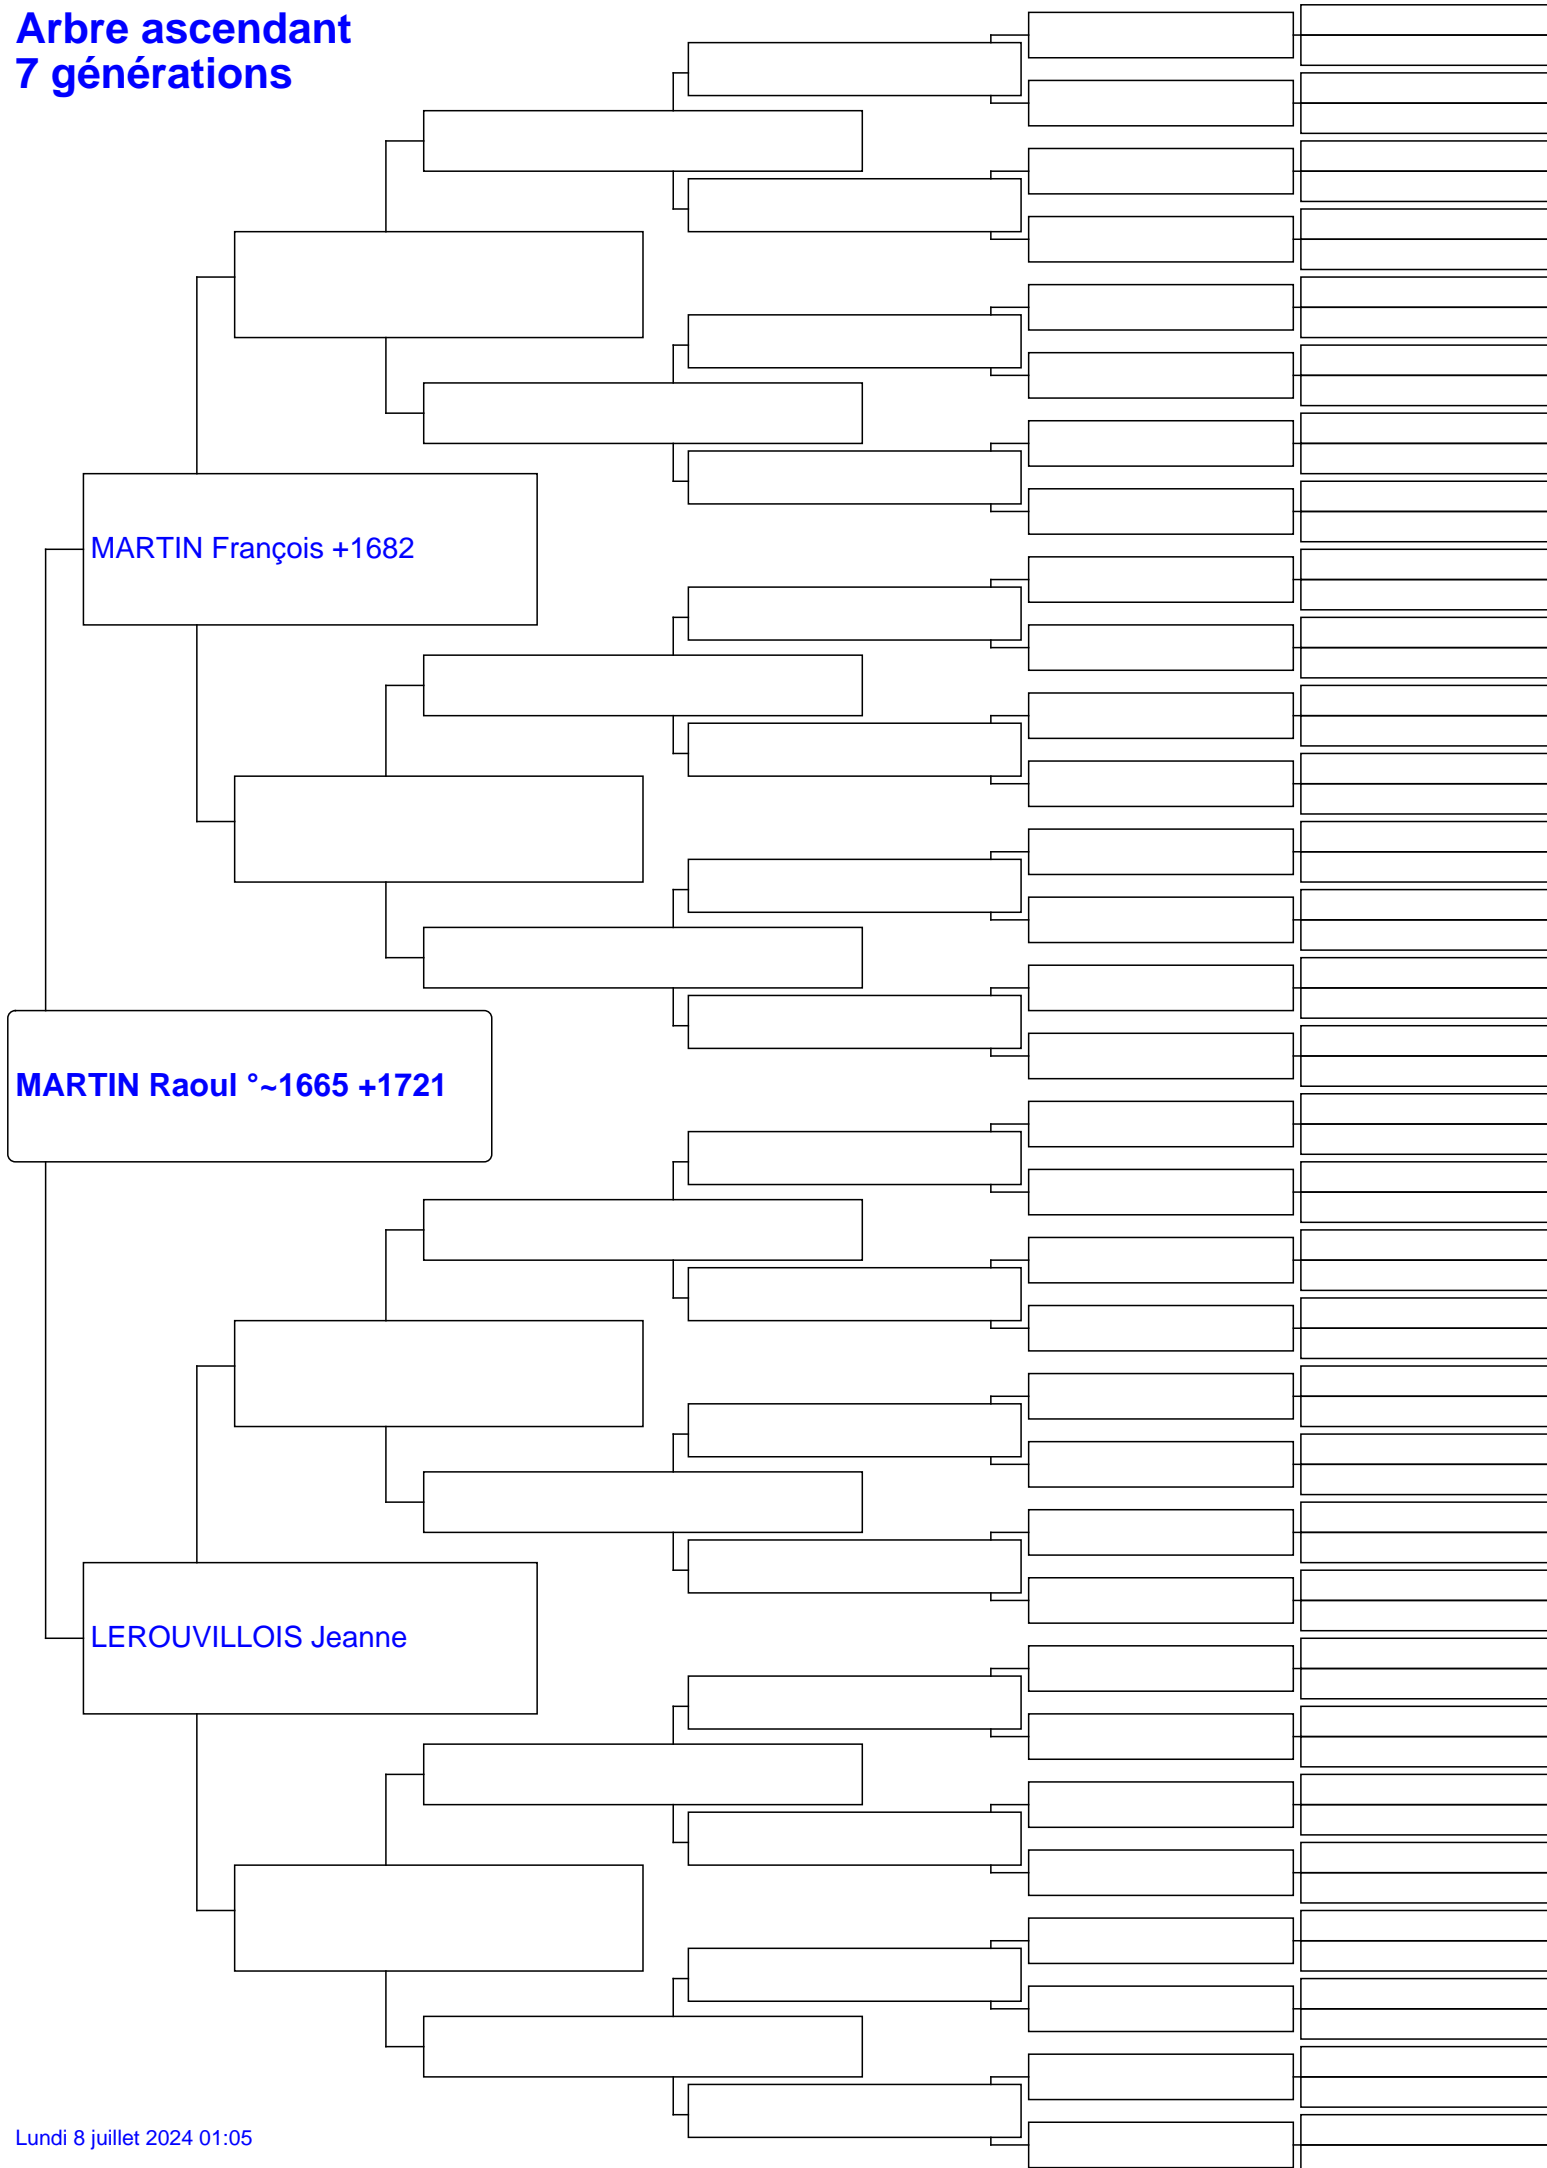 Arbre ascendant
7 générations
MARTIN François +1682
MARTIN Raoul °~1665 +1721
LEROUVILLOIS Jeanne
Lundi 8 juillet 2024 01:05